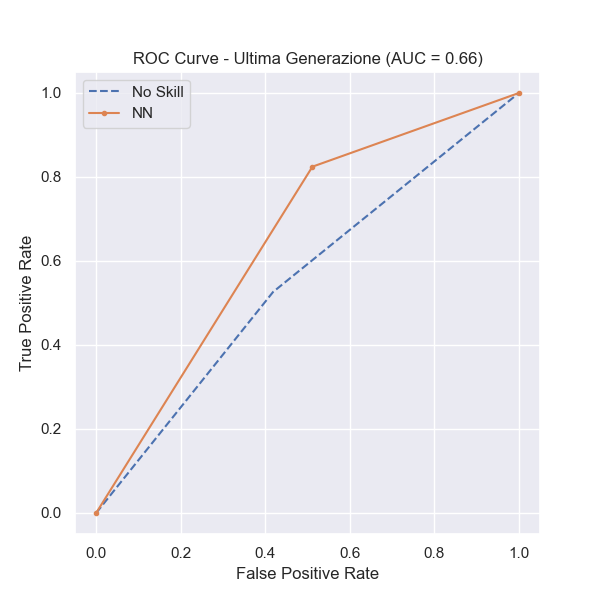 ROC Curve - Ultima Generazione (AUC = 0.66)
No Skill
NN
True Positive Rate
1.0
0.8
0.6
0.4
0.2
0.0
0.0 0.2 0.4 0.6 0.8 1.0
False Positive Rate